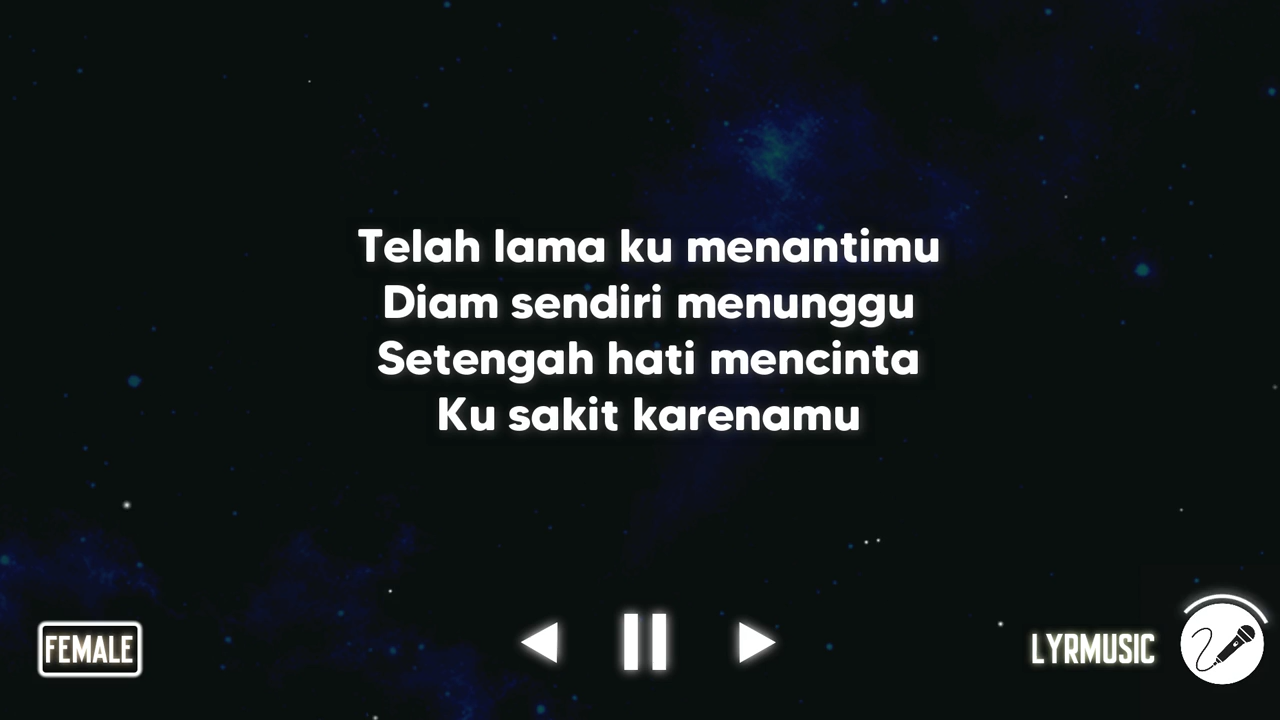 Telah lama ku menantimu
Diam sendiri menunggu
Setengah hati mencinta
Ku sakit karenamu
FEMALE
LYRMUSIC